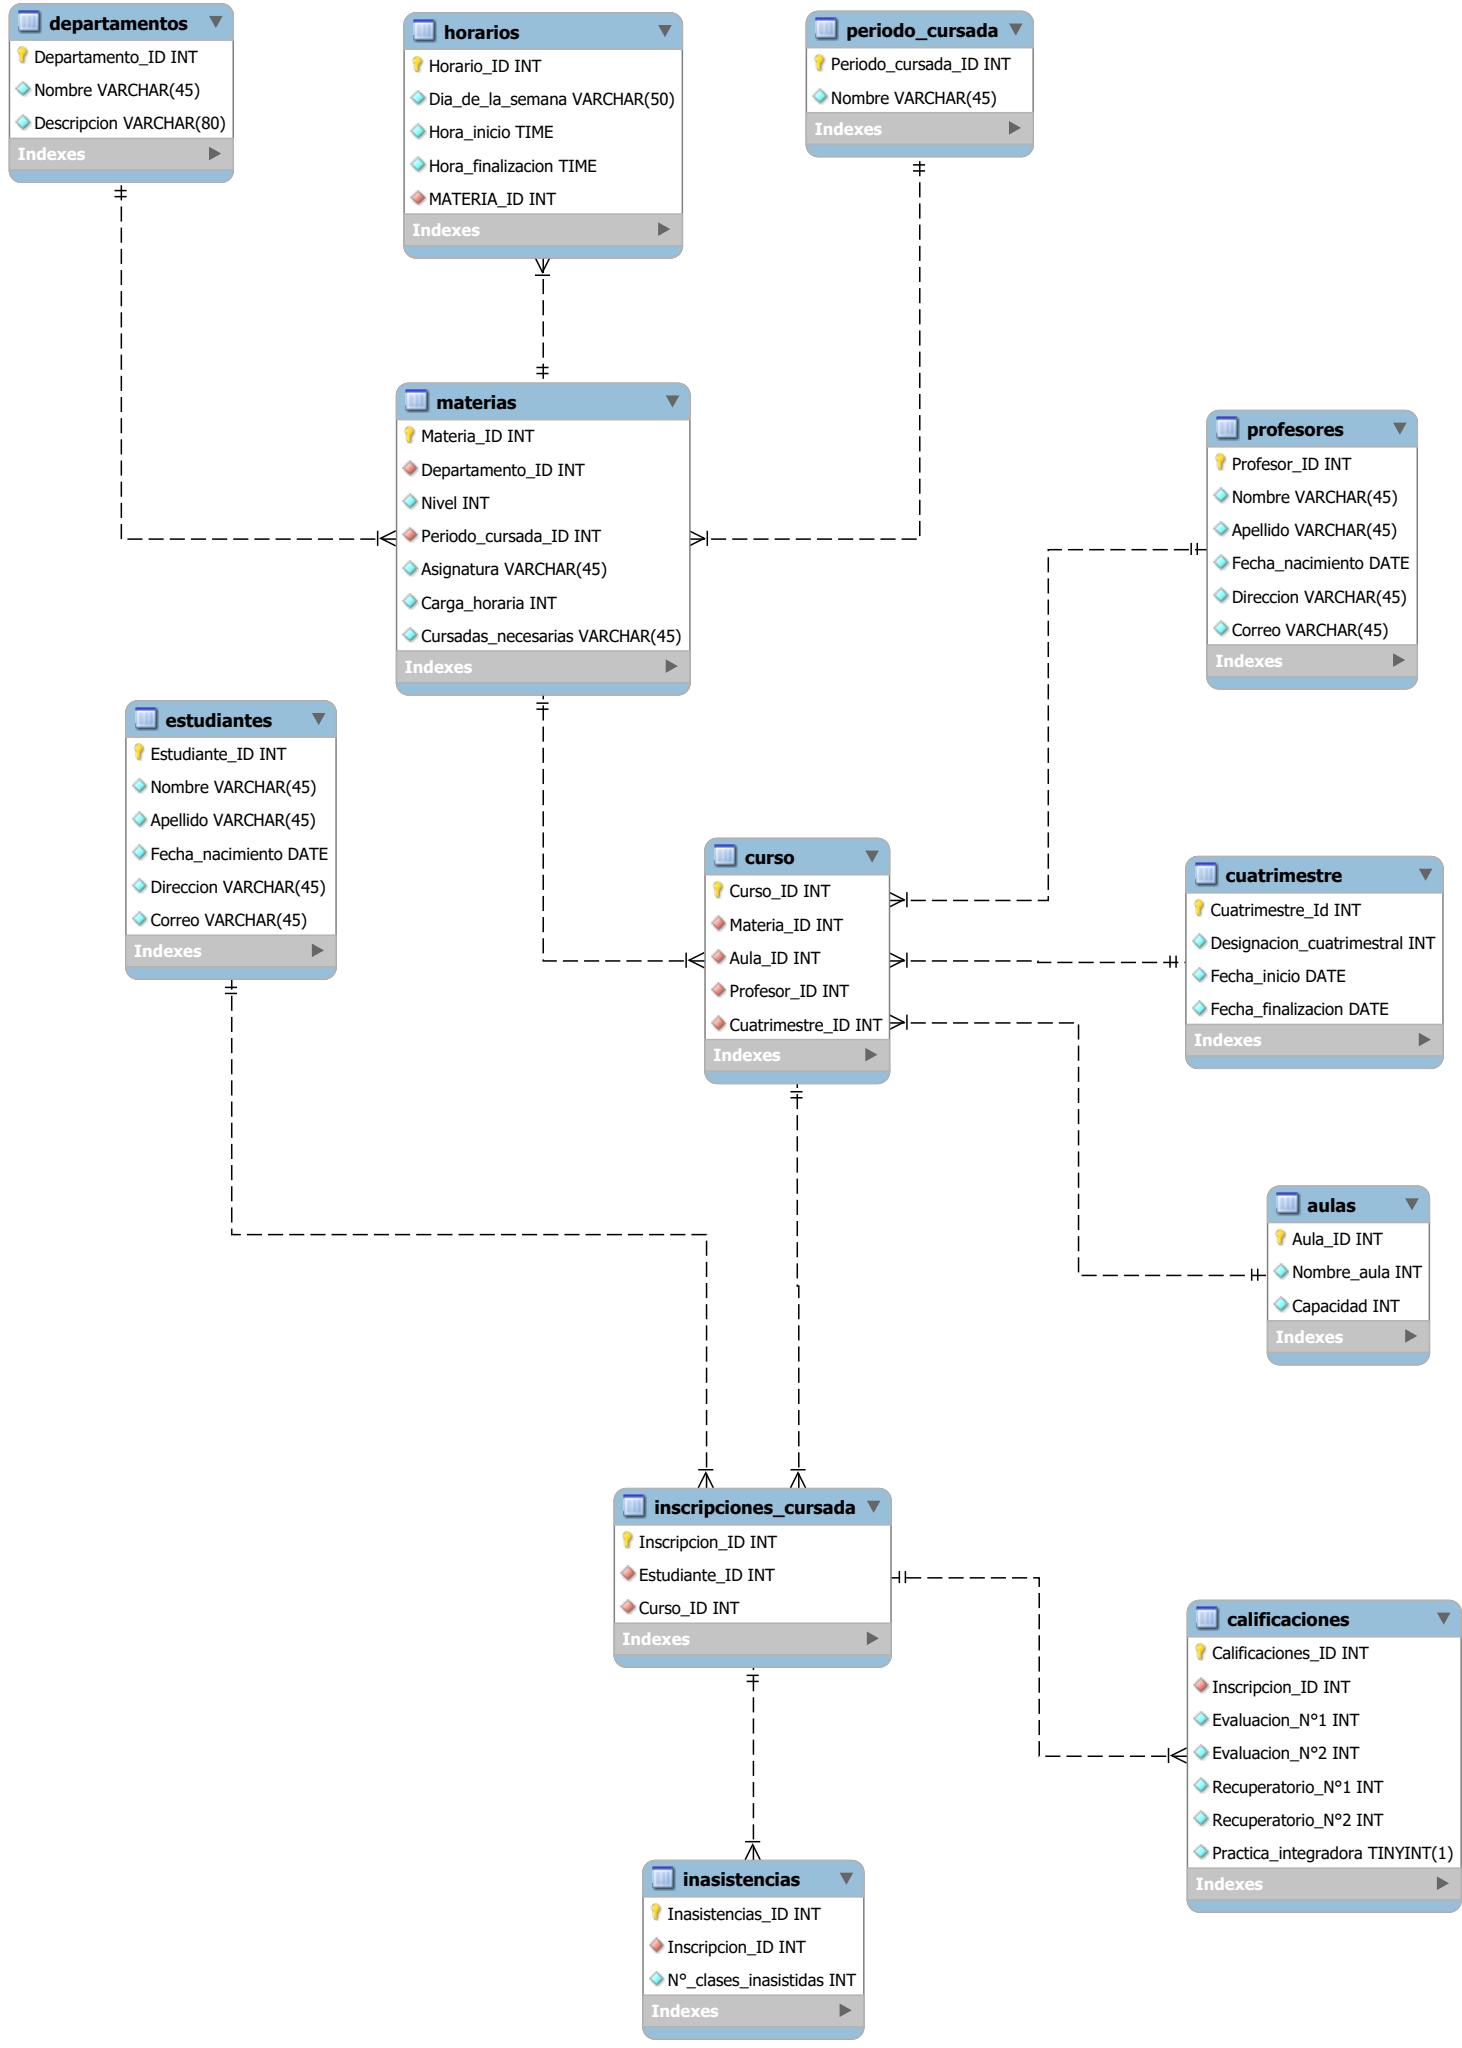 departamentos
Departamento_ID INT
Nombre VARCHAR(45)
Descripcion VARCHAR(80)
Indexes
horarios
Horario_ID INT
Dia_de_la_semana VARCHAR(50)
Hora_inicio TIME
Hora_finalizacion TIME
MATERIA_ID INT
Indexes
periodo_cursada
Periodo_cursada_ID INT
Nombre VARCHAR(45)
Indexes
materias
Materia_ID INT
Departamento_ID INT
Nivel INT
Periodo_cursada_ID INT
Asignatura VARCHAR(45)
Carga_horaria INT
Cursadas_necesarias VARCHAR(45)
Indexes
profesores
Profesor_ID INT
Nombre VARCHAR(45)
Apellido VARCHAR(45)
Fecha_nacimiento DATE
Direccion VARCHAR(45)
Correo VARCHAR(45)
Indexes
estudiantes
Estudiante_ID INT
Nombre VARCHAR(45)
Apellido VARCHAR(45)
Fecha_nacimiento DATE
Direccion VARCHAR(45)
Correo VARCHAR(45)
Indexes
curso
Curso_ID INT
Materia_ID INT
Aula_ID INT
Profesor_ID INT
Cuatrimestre_ID INT
Indexes
cuatrimestre
Cuatrimestre_Id INT
Designacion_cuatrimestral INT
Fecha_inicio DATE
Fecha_finalizacion DATE
Indexes
aulas
Aula_ID INT
Nombre_aula INT
Capacidad INT
Indexes
inscripciones_cursada
Inscripcion_ID INT
Estudiante_ID INT
Curso_ID INT
Indexes
calificaciones
Calificaciones_ID INT
Inscripcion_ID INT
Evaluacion_N°1 INT
Evaluacion_N°2 INT
Recuperatorio_N°1 INT
Recuperatorio_N°2 INT
Practica_integradora TINYINT(1)
Indexes
inasistencias
Inasistencias_ID INT
Inscripcion_ID INT
N°_clases_inasistidas INT
Indexes